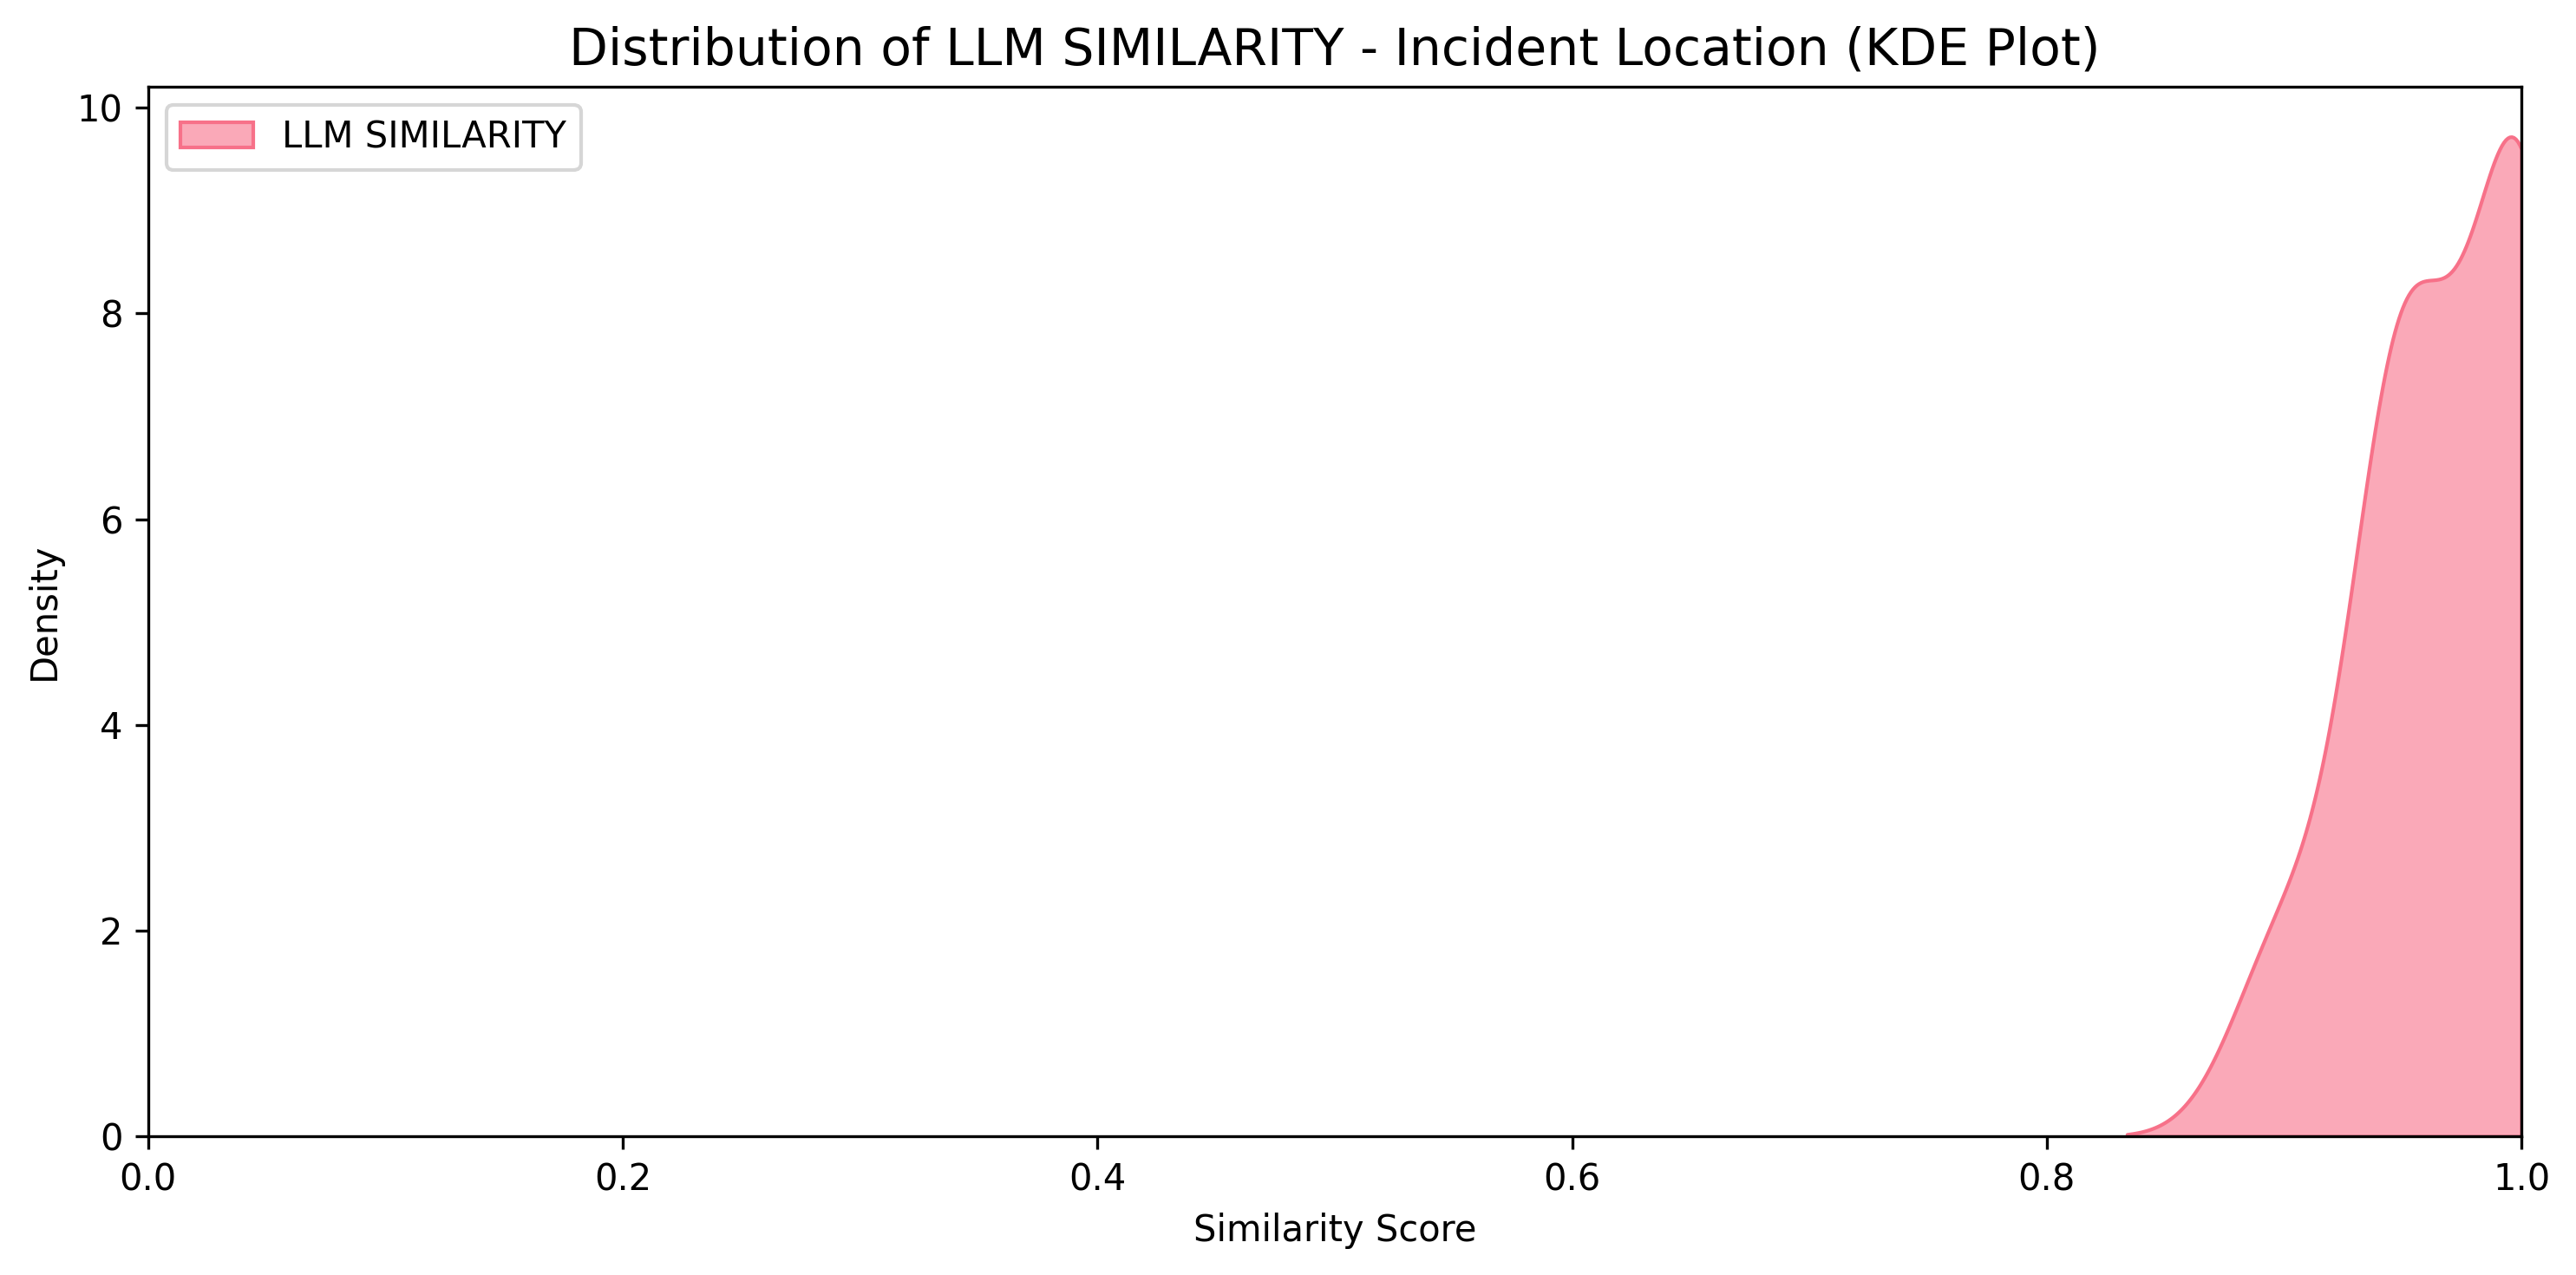 Distribution of LLM SIMILARITY - Incident Location (KDE Plot)
LLM SIMILARITY
10
8
6
4
2
0
Density
0.0 0.2 0.4 0.6 0.8 1.0
Similarity Score